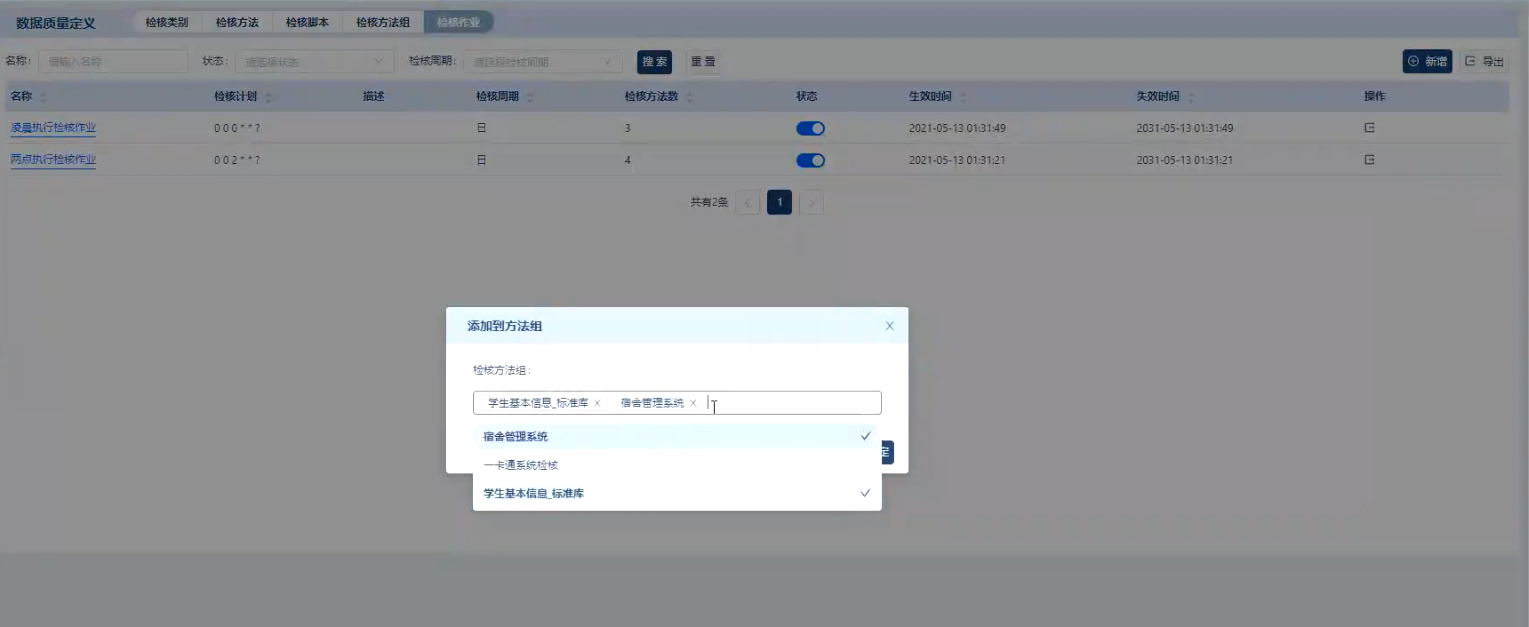 数据质量定义 检核类别 检核方法 检核脚本 检核方法组 检核作业
名称: 请输入名称 状态: 请选择状态 检核周期: 请选择检核周期 搜索 重置 新增 导出
名称 检核计划 描述 检核周期 检核方法数 状态 生效时间 失效时间 操作
凌晨执行检核作业 0 0 0 * * ? 日 3 2021-05-13 01:31:49 2031-05-13 01:31:49
两点执行检核作业 0 0 2 * * ? 日 4 2021-05-13 01:31:21 2031-05-13 01:31:21
共有2条 1
添加到方法组
检核方法组:
学生基本信息_标准库 宿舍管理系统
宿舍管理系统
定
一卡通系统检核
学生基本信息_标准库